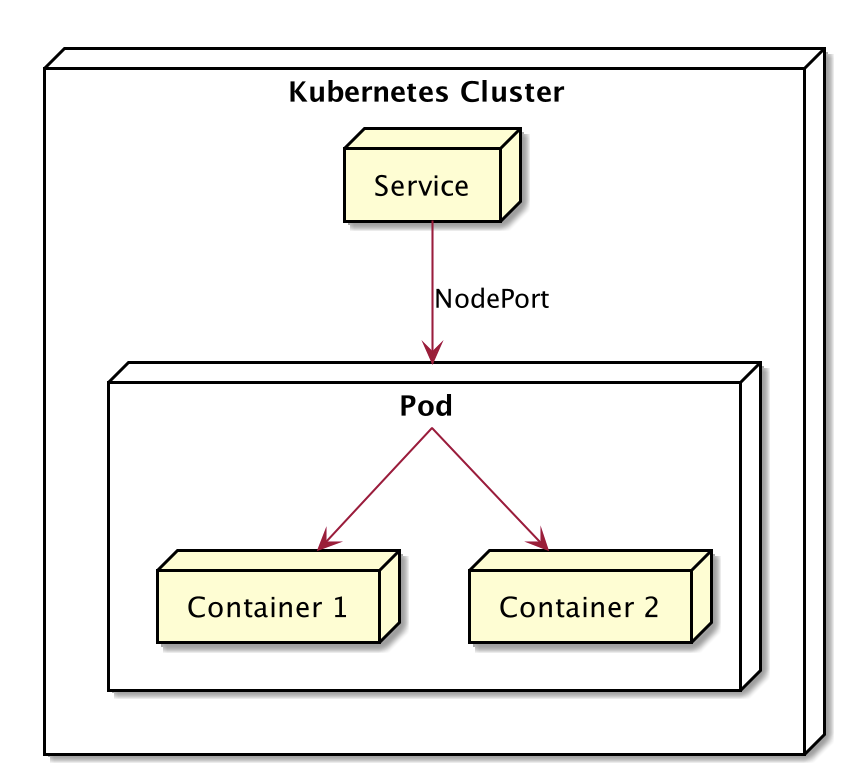 Kubernetes Cluster
Service
NodePort
Pod
Container 1
Container 2